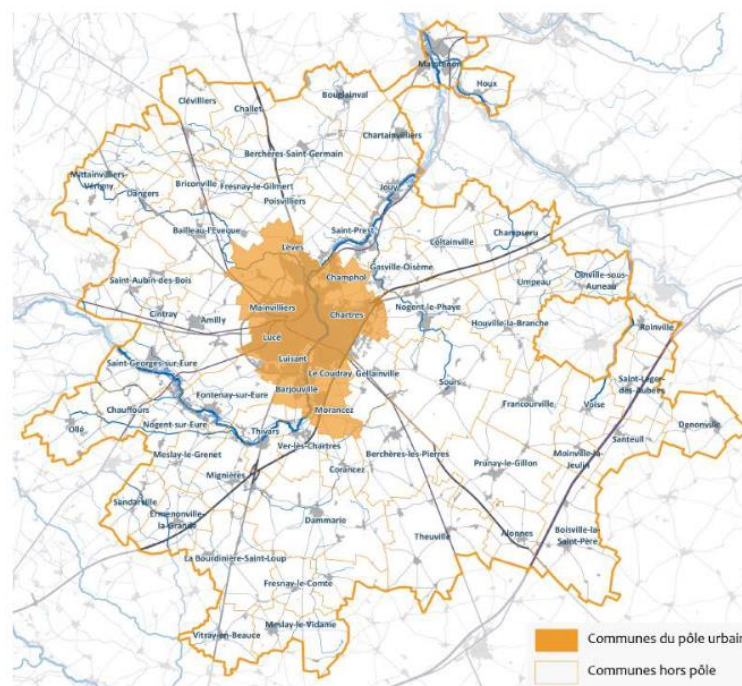 Maintenon
Houx
Clévilliers
Challet
Bouglainval
Chartainvilliers
Berchères-Saint-Germain
Mittainvilliers-
Vérigny
Dangers
Briconville
Fresnay-le-Gilmert
Jouy
Poisvilliers
Bailleau-l'Evêque
Saint-Prest
Lèves
Coltainville
Champseru
Gasville-Oisème
Champhol
Saint-Aubin-des-Bois
Oinville-sous-
Auneau
Umpeau
Mainvilliers
Nogent-le-Phaye
Cintray
Amilly
Chartres
Houville-la-Branche
Roinville
Lucé
Luisant
Saint-Georges-sur-Eure
Le Coudray
Gellainville
Sours
Saint-Léger-
des-Aubées
Barjouville
Fontenay-sur-Eure
Francourville
Voise
Chauffours
Morancez
Ollé
Nogent-sur-Eure
Thivars
Denonville
Santeuil
Ver-lès-Chartres
Meslay-le-Grenet
Berchères-les-Pierres
Moinville-la-
Jeulin
Mignières
Corancez
Prunay-le-Gillon
Sandarville
Ermenonville-
la-Grande
Dammarie
Theuville
Allonnes
Boisville-la-
Saint-Père
La Bourdinière-Saint-Loup
Fresnay-le-Comte
Meslay-le-Vidame
Vitray-en-Beauce
Communes du pôle urbain
Communes hors pôle